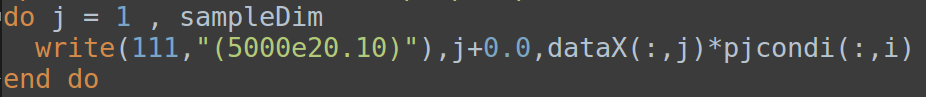 do j = 1 , sampleDim
write(111,"(5000e20.10)"),j+0.0,dataX(:,j)*pjcondi(:,i)
end do